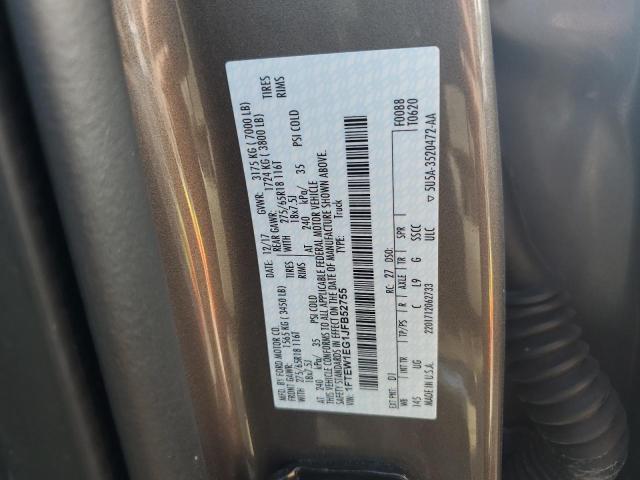 MFD. BY FORD MOTOR CO.
DATE: 12/17 GVWR: 3175 KG ( 7000 LB)
FRONT GAWR: 1565 KG ( 3450 LB) REAR GAWR: 1724 KG ( 3800 LB)
WITH 275/65R18 116T TIRES WITH 275/65R18 116T TIRES
18x7.5J RIMS 18x7.5J RIMS
AT 240 kPa/ 35 PSI COLD AT 240 kPa/ 35 PSI COLD
THIS VEHICLE CONFORMS TO ALL APPLICABLE FEDERAL MOTOR VEHICLE
SAFETY STANDARDS IN EFFECT ON THE DATE OF MANUFACTURE SHOWN ABOVE.
VIN: 1FTEW1EG1JFB52755 TYPE: Truck
F0088
T0620
EXT PNT: D1 RC: 27 DSO:
WB INT TR TP/PS R AXLE TR SPR
145 UG C L9 G SSCC
2201712062733 ULC
▽ 5U5A-3520472-AA